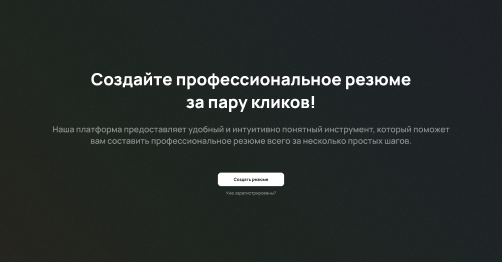 Создайте профессиональное резюме
за пару кликов!
Наша платформа предоставляет удобный и интуитивно понятный инструмент, который поможет
вам составить профессиональное резюме всего за несколько простых шагов.
Создать резюме
Уже зарегистрированы?